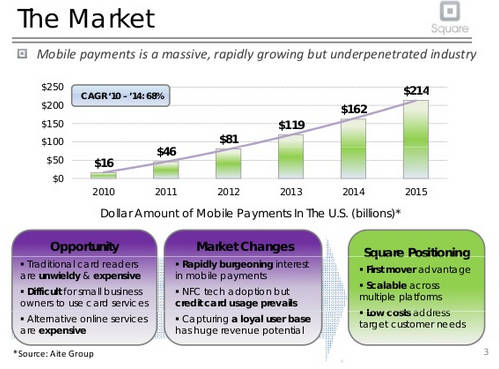 The Market
Square
Mobile payments is a massive, rapidly growing but underpenetrated industry
$250
$200
$150
$100
$50
$0
CAGR '10 - '14: 68%
$16
$46
$81
$119
$162
$214
2010 2011 2012 2013 2014 2015
Dollar Amount of Mobile Payments In The U.S. (billions)*
Opportunity
▪ Traditional card readers
are unwieldy & expensive
▪ Difficult for small business
owners to use card services
▪ Alternative online services
are expensive
Market Changes
▪ Rapidly burgeoning interest
in mobile payments
▪ NFC tech adoption but
credit card usage prevails
▪ Capturing a loyal user base
has huge revenue potential
Square Positioning
▪ First mover advantage
▪ Scalable across
multiple platforms
▪ Low costs address
target customer needs
*Source: Aite Group
3